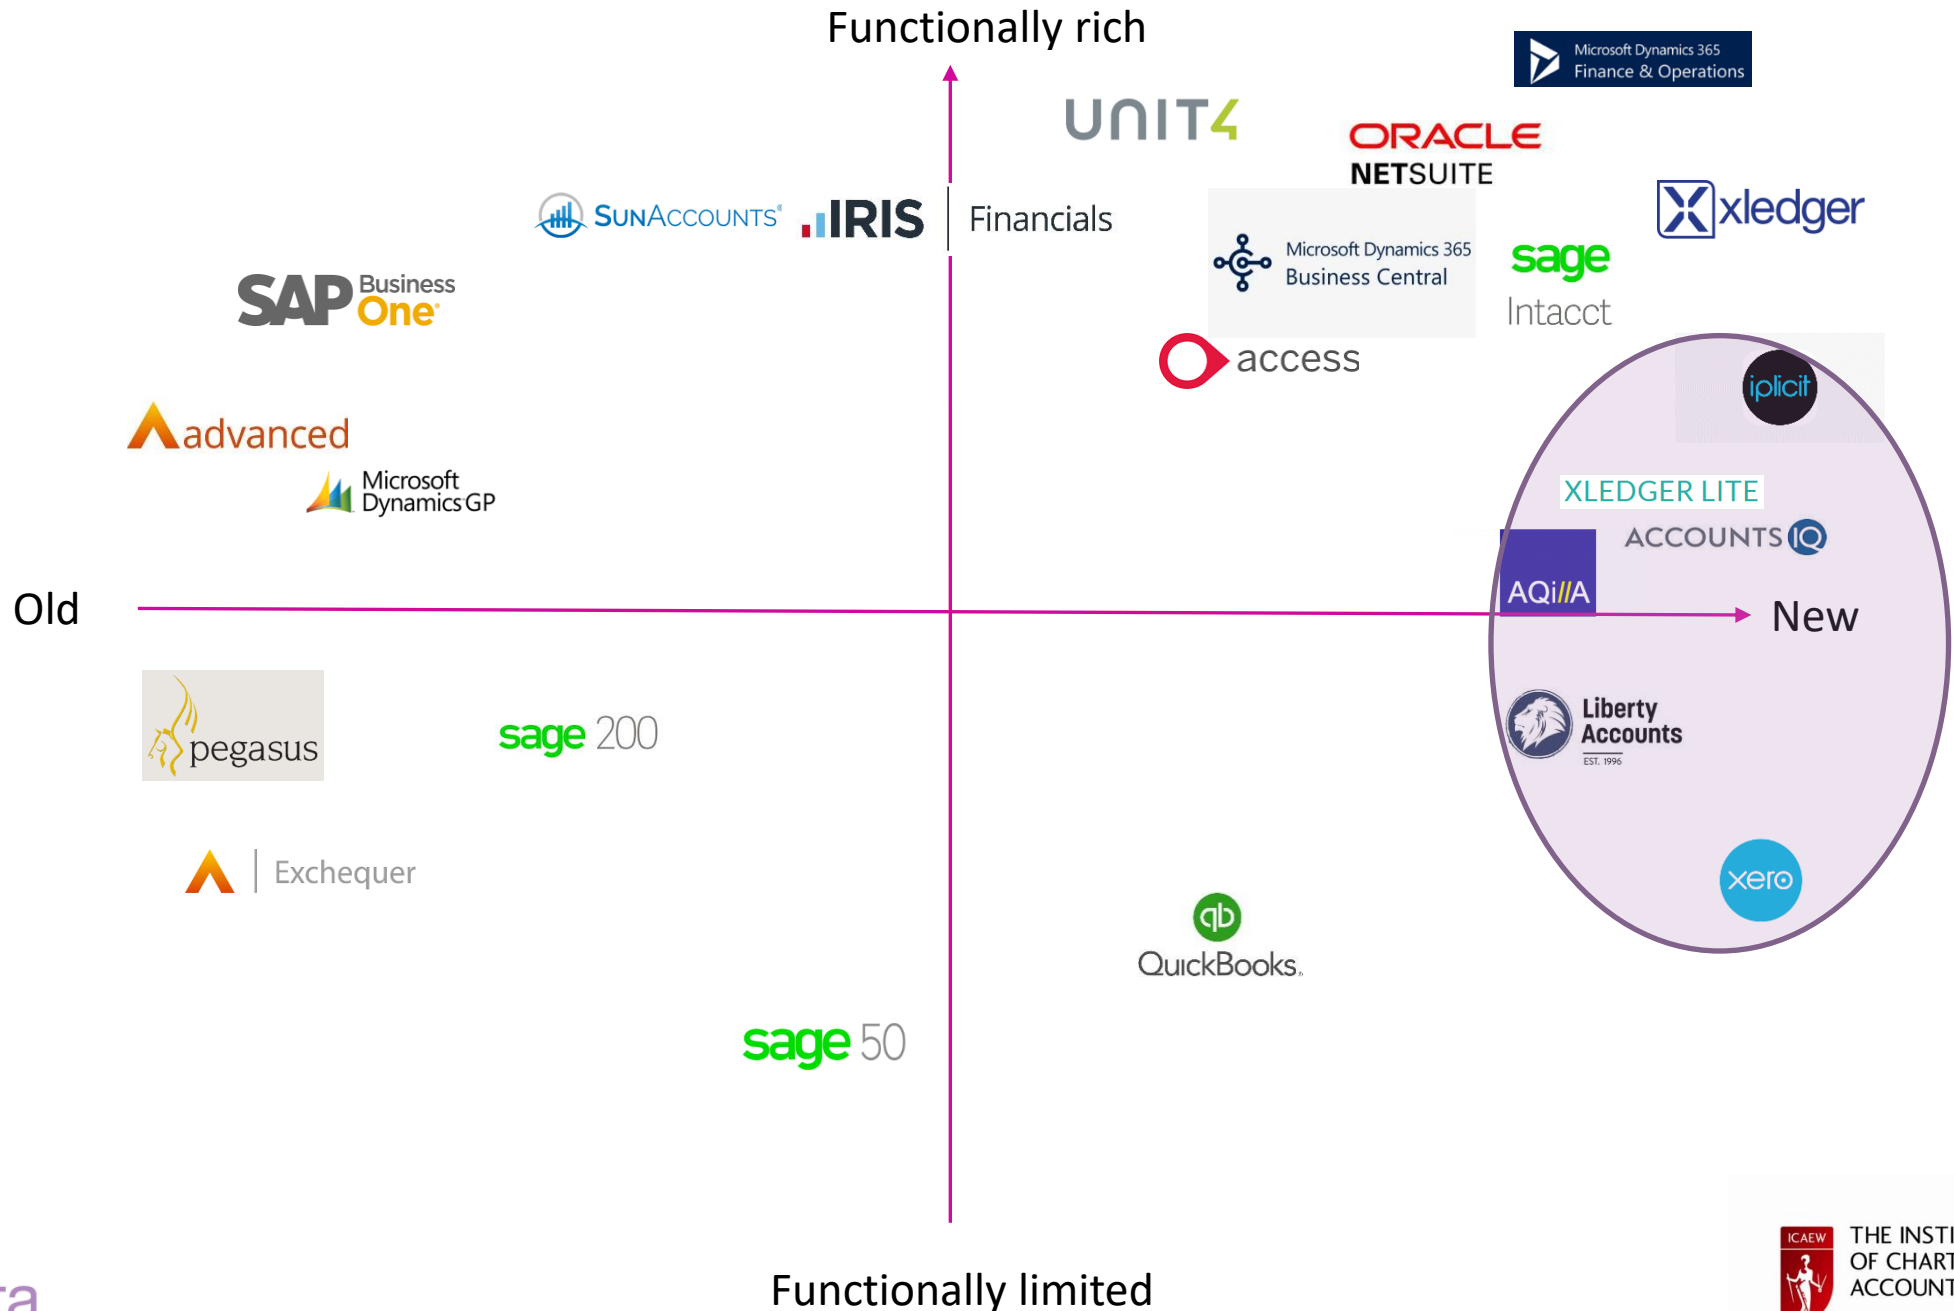 Functionally rich
Microsoft Dynamics 365
Finance & Operations
UNIT4
ORACLE
NETSUITE
SUNACCOUNTS®
IRIS
Financials
xledger
Microsoft Dynamics 365
Business Central
sage
Intacct
SAP Business
One
access
iplicit
advanced
Microsoft
Dynamics GP
XLEDGER LITE
ACCOUNTS IQ
AQillA
Old
New
pegasus
sage 200
Liberty
Accounts
EST. 1996
Exchequer
xero
qb
QuickBooks
sage 50
Functionally limited
ICAEW
THE INSTI
OF CHART
ACCOUNT
ra